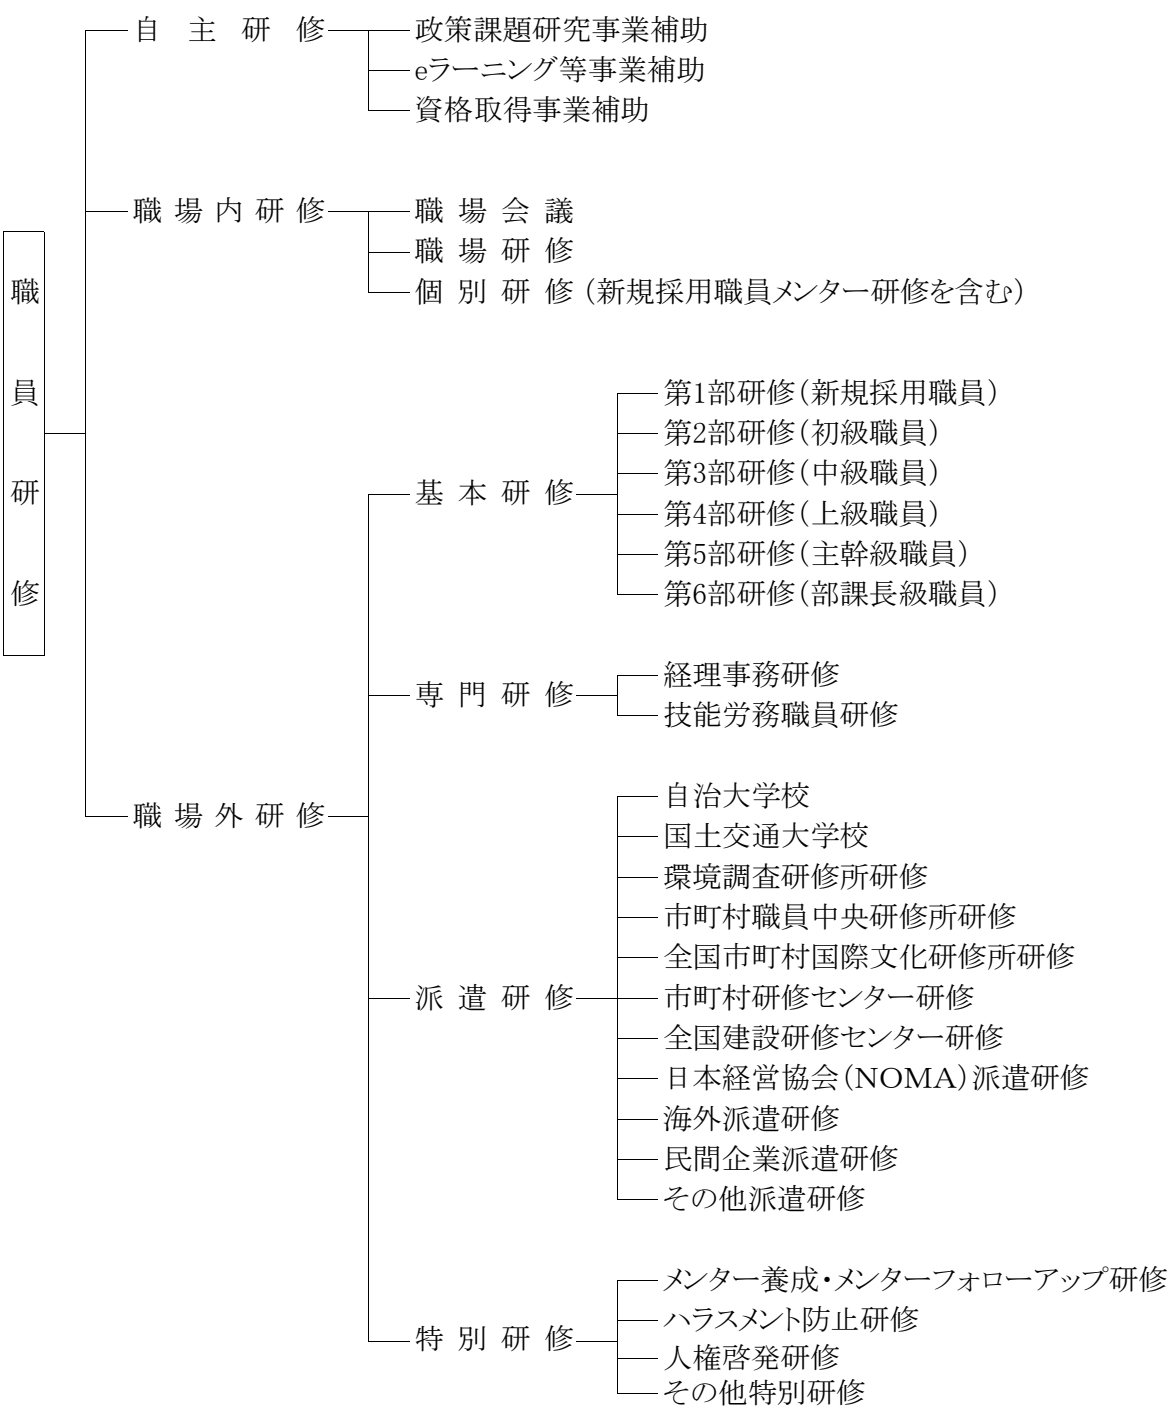 職員研修
自主研修
政策課題研究事業補助
eラーニング等事業補助
資格取得事業補助
職場内研修
職場会議
職場研修
個別研修（新規採用職員メンター研修を含む）
職場外研修
基本研修
第1部研修（新規採用職員）
第2部研修（初級職員）
第3部研修（中級職員）
第4部研修（上級職員）
第5部研修（主幹級職員）
第6部研修（部課長級職員）
専門研修
経理事務研修
技能労務職員研修
派遣研修
自治大学校
国土交通大学校
環境調査研修所研修
市町村職員中央研修所研修
全国市町村国際文化研修所研修
市町村研修センター研修
全国建設研修センター研修
日本経営協会（NOMA）派遣研修
海外派遣研修
民間企業派遣研修
その他派遣研修
特別研修
メンター養成・メンターフォローアップ研修
ハラスメント防止研修
人権啓発研修
その他特別研修